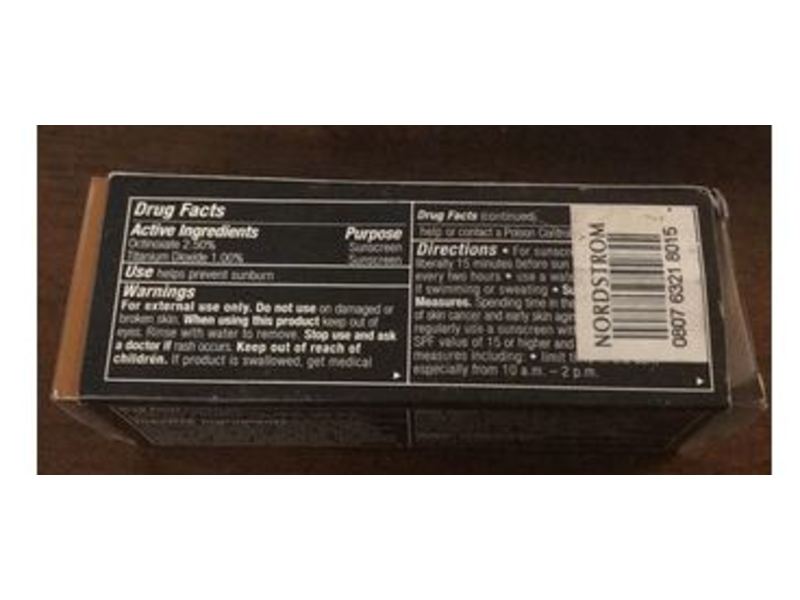 Drug Facts
Active Ingredients Purpose
Octinoxate 2.50% Sunscreen
Titanium Dioxide 1.00% Sunscreen
Use helps prevent sunburn
Warnings
For external use only. Do not use on damaged or
broken skin. When using this product keep out of
eyes. Rinse with water to remove. Stop use and ask
a doctor if rash occurs. Keep out of reach of
children. If product is swallowed, get medical
Drug Facts (continued)
help or contact a Poison Control
Directions • For sunscr
liberally 15 minutes before sun
every two hours • use a wat
if swimming or sweating • Su
Measures. Spending time in the
of skin cancer and early skin agin
regularly use a sunscreen wit
SPF value of 15 or higher and
measures including: • limit t
especially from 10 a.m. – 2 p.m.
NORDSTROM
0807 6321 8015